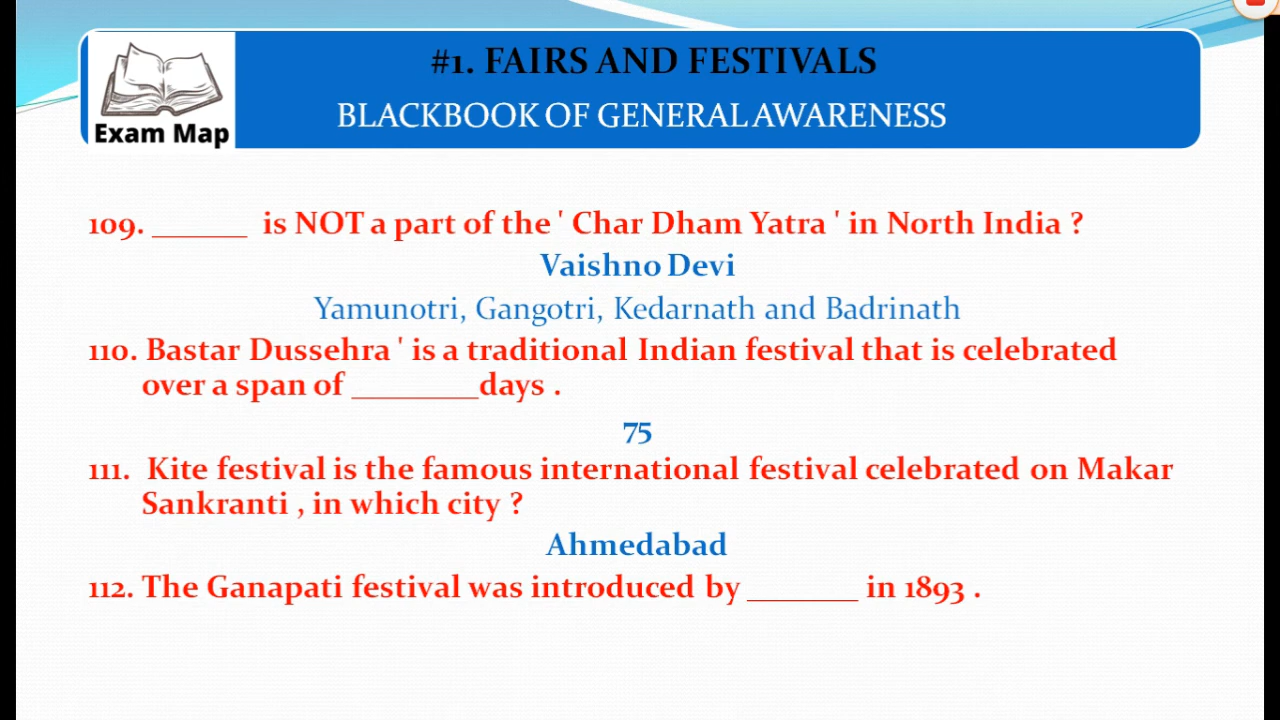 #1. FAIRS AND FESTIVALS
BLACKBOOK OF GENERAL AWARENESS
Exam Map
109. ______ is NOT a part of the ' Char Dham Yatra ' in North India ?
Vaishno Devi
Yamunotri, Gangotri, Kedarnath and Badrinath
110. Bastar Dussehra ' is a traditional Indian festival that is celebrated
over a span of ________days .
75
111. Kite festival is the famous international festival celebrated on Makar
Sankranti , in which city ?
Ahmedabad
112. The Ganapati festival was introduced by _______ in 1893 .